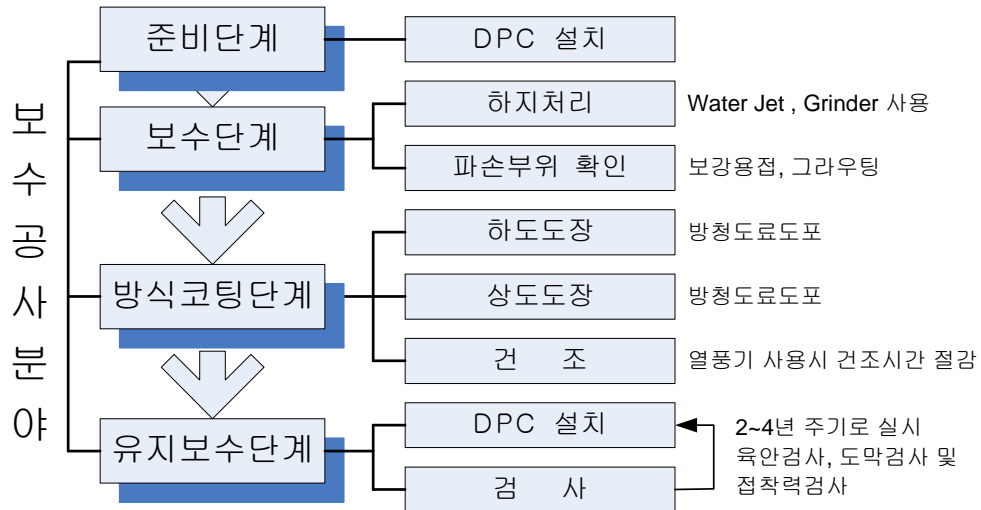 보수공사분야
준비단계
DPC 설치
보수단계
하지처리
Water Jet , Grinder 사용
파손부위 확인
보강용접, 그라우팅
방식코팅단계
하도도장
방청도료도포
상도도장
방청도료도포
건 조
열풍기 사용시 건조시간 절감
유지보수단계
DPC 설치
검 사
2~4년 주기로 실시
육안검사, 도막검사 및
접착력검사